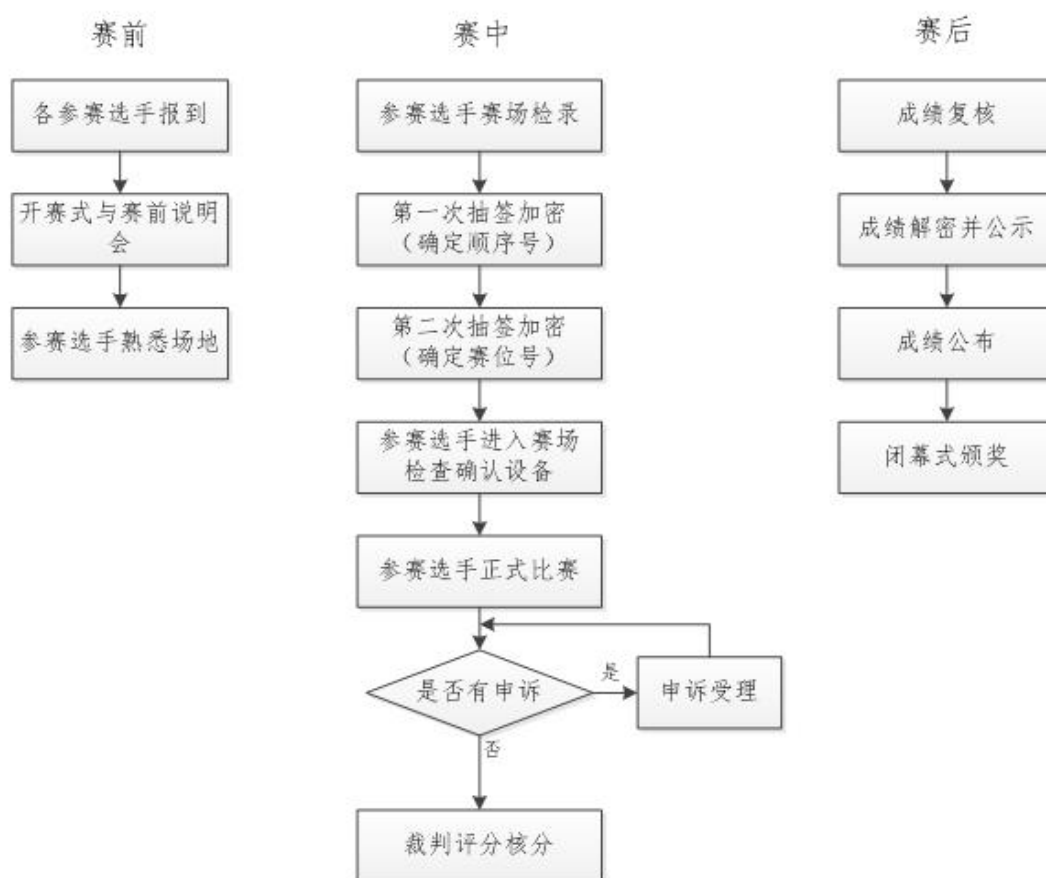 赛前
各参赛选手报到
开赛式与赛前说明
会
参赛选手熟悉场地
赛中
参赛选手赛场检录
第一次抽签加密
（确定顺序号）
第二次抽签加密
（确定赛位号）
参赛选手进入赛场
检查确认设备
参赛选手正式比赛
是否有申诉
是
申诉受理
否
裁判评分核分
赛后
成绩复核
成绩解密并公示
成绩公布
闭幕式颁奖